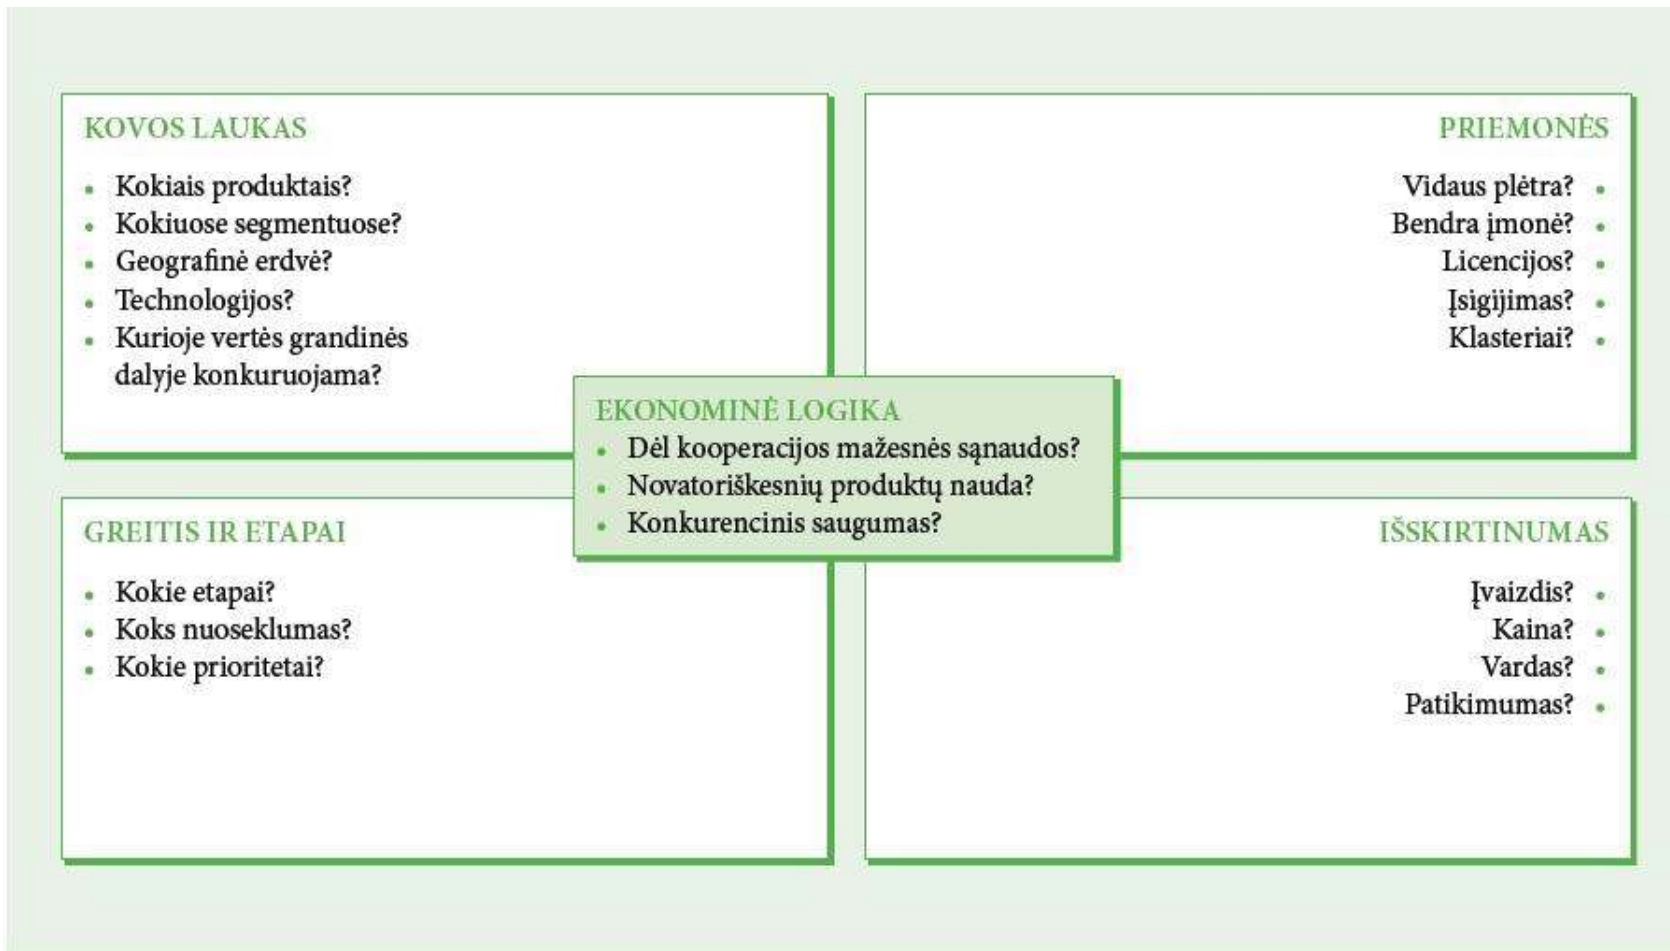 KOVOS LAUKAS
• Kokiais produktais?
• Kokiuose segmentuose?
• Geografinė erdvė?
• Technologijos?
• Kurioje vertės grandinės
dalyje konkuruojama?
PRIEMONĖS
Vidaus plėtra? •
Bendra įmonė? •
Licencijos? •
Įsigijimas? •
Klasteriai? •
EKONOMINĖ LOGIKA
• Dėl kooperacijos mažesnės sąnaudos?
• Novatoriškesnių produktų nauda?
• Konkurencinis saugumas?
GREITIS IR ETAPAI
• Kokie etapai?
• Koks nuoseklumas?
• Kokie prioritetai?
IŠSKIRTINUMAS
Įvaizdis? •
Kaina? •
Vardas? •
Patikimumas? •